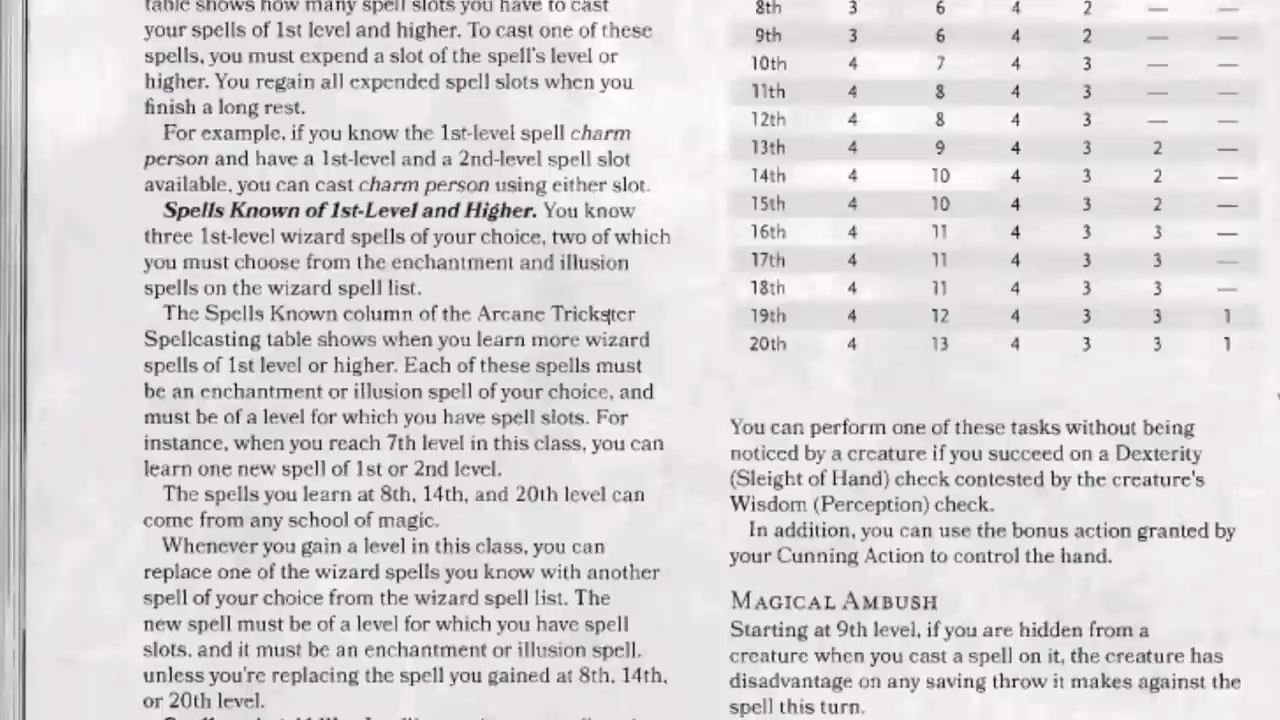 table shows how many spell slots you have to cast
your spells of 1st level and higher. To cast one of these
spells, you must expend a slot of the spell's level or
higher. You regain all expended spell slots when you
finish a long rest.
For example, if you know the 1st-level spell charm
person and have a 1st-level and a 2nd-level spell slot
available, you can cast charm person using either slot.
Spells Known of 1st-Level and Higher. You know
three 1st-level wizard spells of your choice, two of which
you must choose from the enchantment and illusion
spells on the wizard spell list.
The Spells Known column of the Arcane Trickster
Spellcasting table shows when you learn more wizard
spells of 1st level or higher. Each of these spells must
be an enchantment or illusion spell of your choice, and
must be of a level for which you have spell slots. For
instance, when you reach 7th level in this class, you can
learn one new spell of 1st or 2nd level.
The spells you learn at 8th, 14th, and 20th level can
come from any school of magic.
Whenever you gain a level in this class, you can
replace one of the wizard spells you know with another
spell of your choice from the wizard spell list. The
new spell must be of a level for which you have spell
slots, and it must be an enchantment or illusion spell,
unless you're replacing the spell you gained at 8th, 14th,
or 20th level.
8th 3 6 4 2 — —
9th 3 6 4 2 — —
10th 4 7 4 3 — —
11th 4 8 4 3 — —
12th 4 8 4 3 — —
13th 4 9 4 3 2 —
14th 4 10 4 3 2 —
15th 4 10 4 3 2 —
16th 4 11 4 3 3 —
17th 4 11 4 3 3 —
18th 4 11 4 3 3 —
19th 4 12 4 3 3 1
20th 4 13 4 3 3 1
You can perform one of these tasks without being
noticed by a creature if you succeed on a Dexterity
(Sleight of Hand) check contested by the creature's
Wisdom (Perception) check.
In addition, you can use the bonus action granted by
your Cunning Action to control the hand.
MAGICAL AMBUSH
Starting at 9th level, if you are hidden from a
creature when you cast a spell on it, the creature has
disadvantage on any saving throw it makes against the
spell this turn.